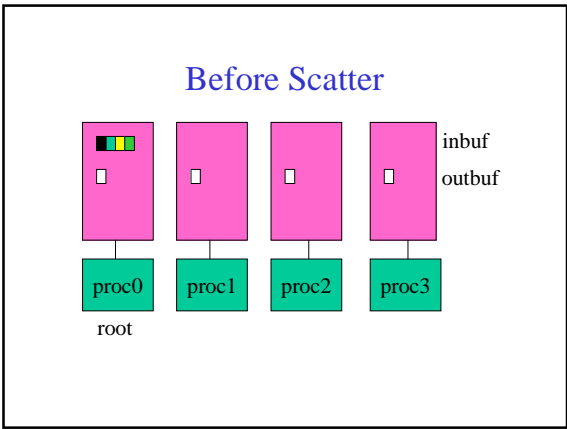 Before Scatter
inbuf
outbuf
proc0 proc1 proc2 proc3
root